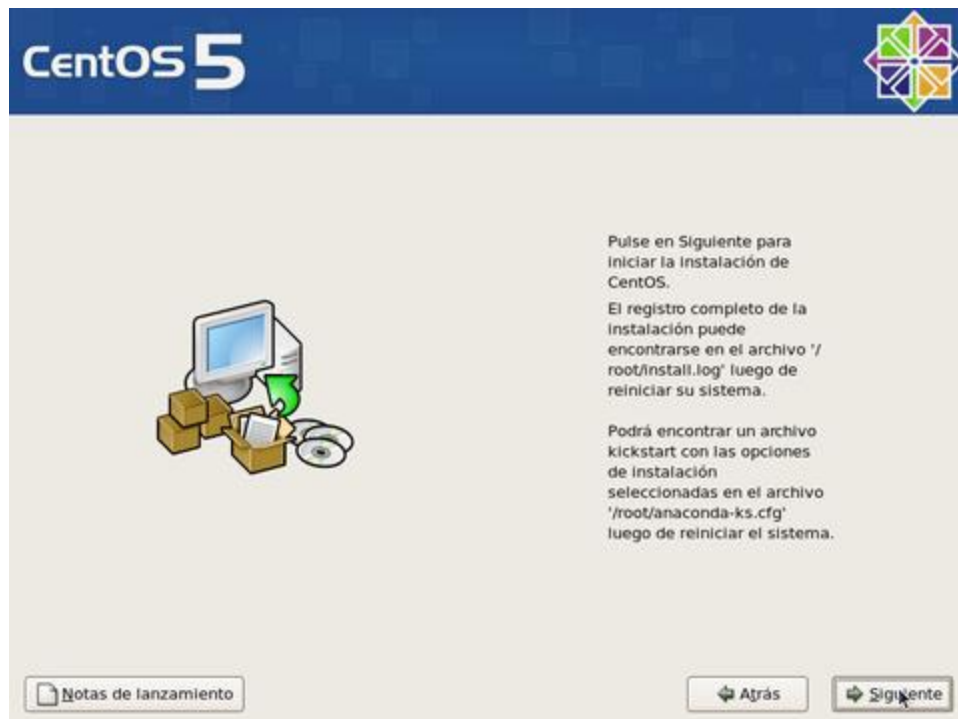 CentOS 5
Pulse en Siguiente para
iniciar la instalación de
CentOS.
El registro completo de la
instalación puede
encontrarse en el archivo '/
root/install.log' luego de
reiniciar su sistema.
Podrá encontrar un archivo
kickstart con las opciones
de instalación
seleccionadas en el archivo
'/root/anaconda-ks.cfg'
luego de reiniciar el sistema.
Notas de lanzamiento
Atrás
Siguiente